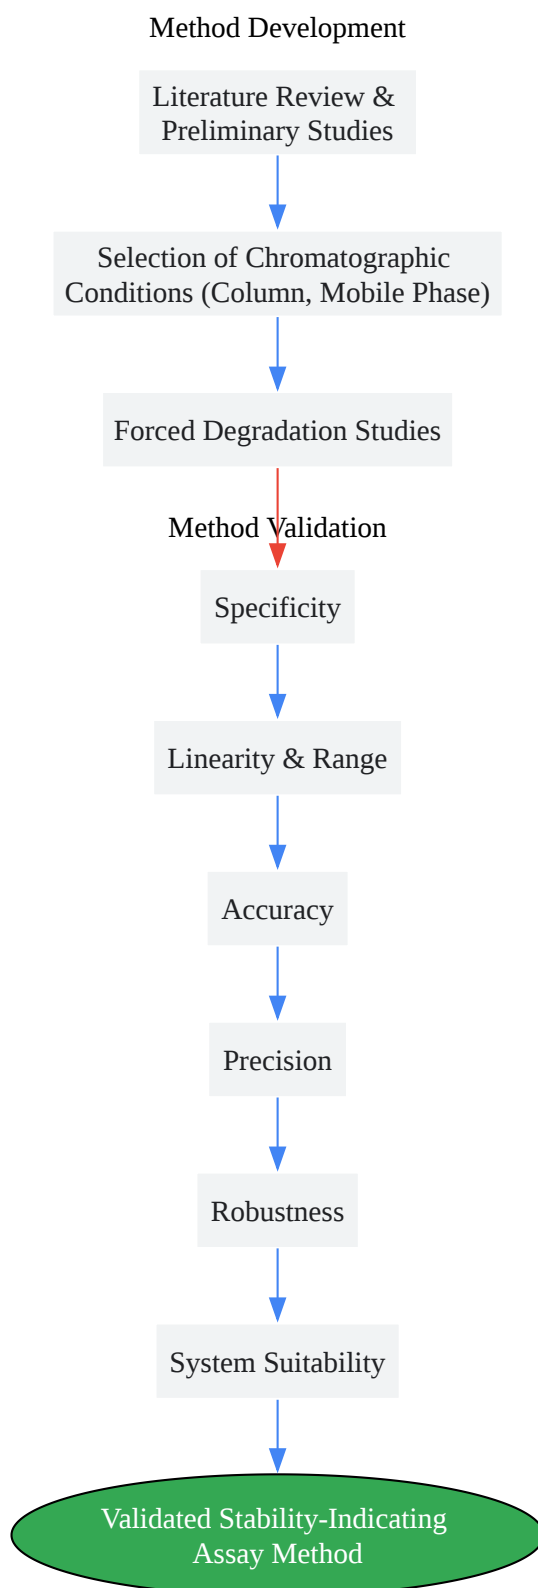 Method Development
Literature Review &
Preliminary Studies
Selection of Chromatographic
Conditions (Column, Mobile Phase)
Forced Degradation Studies
Method Validation
Specificity
Linearity & Range
Accuracy
Precision
Robustness
System Suitability
Validated Stability-Indicating
Assay Method